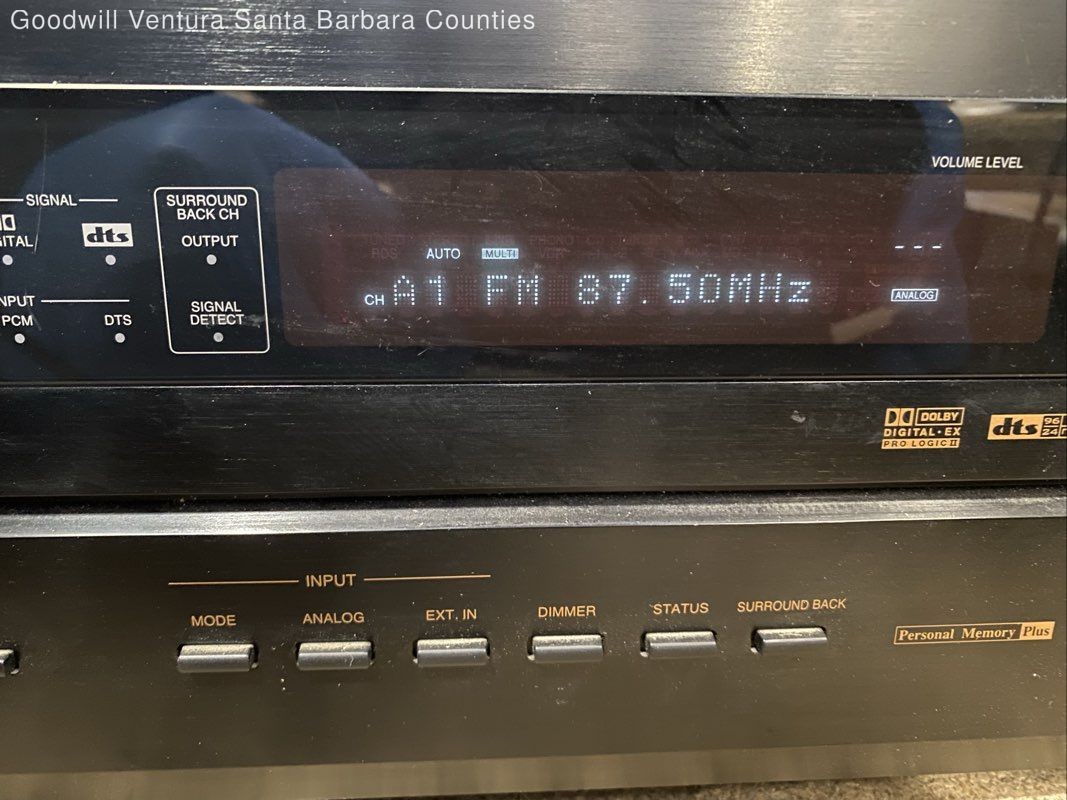 Goodwill Ventura Santa Barbara Counties
VOLUME LEVEL
SIGNAL
SURROUND
BACK CH
dts
OUTPUT
AUTO MULTI
- - -
CH A1 FM 87.50MHz
ANALOG
SIGNAL
DETECT
PCM
DTS
DOLBY
DIGITAL·EX
PRO LOGIC II
dts 96
24
INPUT
MODE
ANALOG
EXT. IN
DIMMER
STATUS
SURROUND BACK
Personal Memory Plus